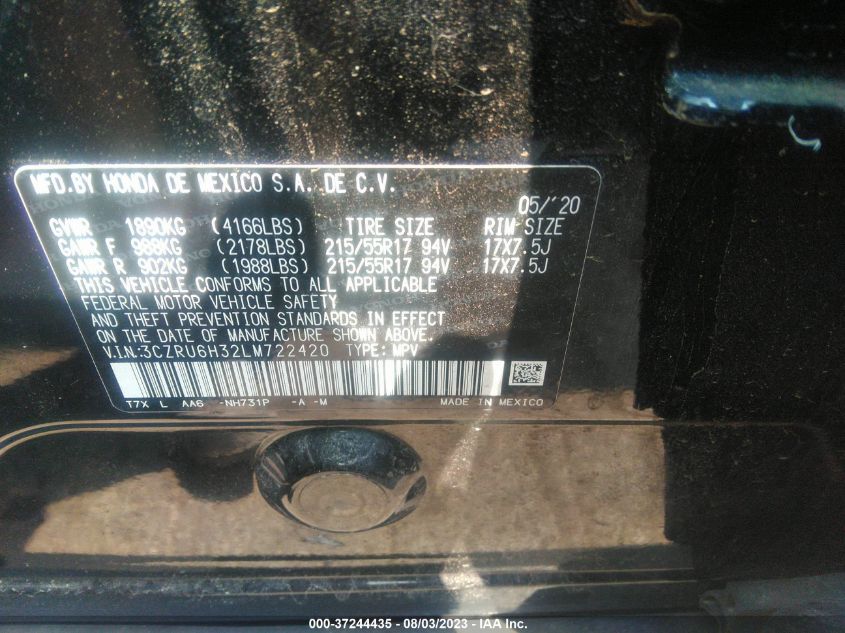 MFD.BY HONDA DE MEXICO S.A. DE C.V.
05/'20
GVWR 1890KG (4166LBS) TIRE SIZE RIM SIZE
GAWR F 988KG (2178LBS) 215/55R17 94V 17X7.5J
GAWR R 902KG (1988LBS) 215/55R17 94V 17X7.5J
THIS VEHICLE CONFORMS TO ALL APPLICABLE
FEDERAL MOTOR VEHICLE SAFETY
AND THEFT PREVENTION STANDARDS IN EFFECT
ON THE DATE OF MANUFACTURE SHOWN ABOVE.
V.IN:3CZRU6H32LM722420 TYPE: MPV
T7X L AA6 -NH731P -A -M MADE IN MEXICO
000-37244435 - 08/03/2023 - IAA Inc.